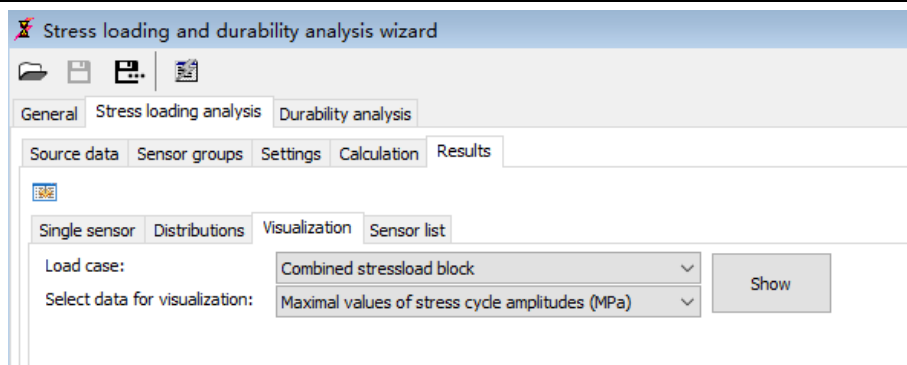 Stress loading and durability analysis wizard
General Stress loading analysis Durability analysis
Source data Sensor groups Settings Calculation Results
Single sensor Distributions Visualization Sensor list
Load case: Combined stressload block
Show
Select data for visualization: Maximal values of stress cycle amplitudes (MPa)